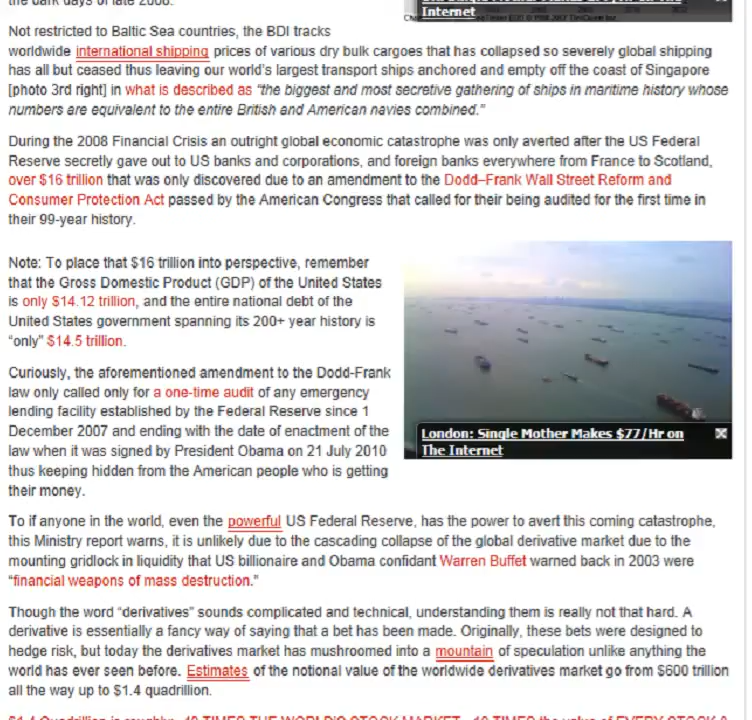 the dark days of late 2008.
Internet
Not restricted to Baltic Sea countries, the BDI tracks
worldwide international shipping prices of various dry bulk cargoes that has collapsed so severely global shipping
has all but ceased thus leaving our world's largest transport ships anchored and empty off the coast of Singapore
[photo 3rd right] in what is described as "the biggest and most secretive gathering of ships in maritime history whose
numbers are equivalent to the entire British and American navies combined."
During the 2008 Financial Crisis an outright global economic catastrophe was only averted after the US Federal
Reserve secretly gave out to US banks and corporations, and foreign banks everywhere from France to Scotland,
over $16 trillion that was only discovered due to an amendment to the Dodd–Frank Wall Street Reform and
Consumer Protection Act passed by the American Congress that called for their being audited for the first time in
their 99-year history.
Note: To place that $16 trillion into perspective, remember
that the Gross Domestic Product (GDP) of the United States
is only $14.12 trillion, and the entire national debt of the
United States government spanning its 200+ year history is
"only" $14.5 trillion.
Curiously, the aforementioned amendment to the Dodd-Frank
law only called only for a one-time audit of any emergency
lending facility established by the Federal Reserve since 1
December 2007 and ending with the date of enactment of the
law when it was signed by President Obama on 21 July 2010
thus keeping hidden from the American people who is getting
their money.
London: Single Mother Makes $77/Hr on
The Internet
To if anyone in the world, even the powerful US Federal Reserve, has the power to avert this coming catastrophe,
this Ministry report warns, it is unlikely due to the cascading collapse of the global derivative market due to the
mounting gridlock in liquidity that US billionaire and Obama confidant Warren Buffet warned back in 2003 were
"financial weapons of mass destruction."
Though the word "derivatives" sounds complicated and technical, understanding them is really not that hard. A
derivative is essentially a fancy way of saying that a bet has been made. Originally, these bets were designed to
hedge risk, but today the derivatives market has mushroomed into a mountain of speculation unlike anything the
world has ever seen before. Estimates of the notional value of the worldwide derivatives market go from $600 trillion
all the way up to $1.4 quadrillion.